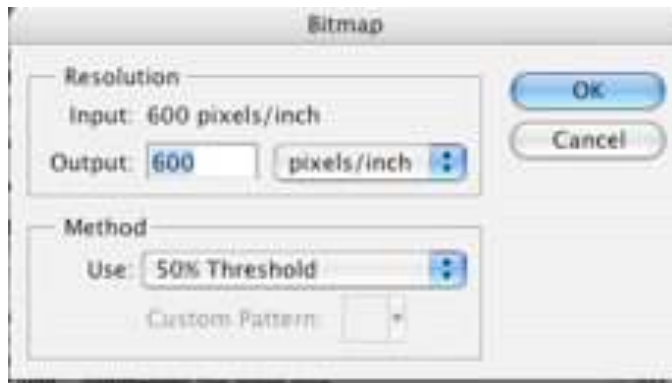 Bitmap
Resolution
Input: 600 pixels/inch
Output: 600 pixels/inch
OK
Cancel
Method
Use: 50% Threshold
Custom Pattern: